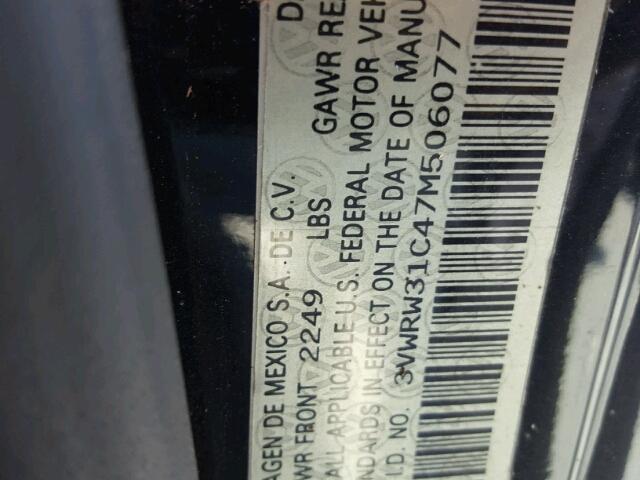 AGEN DE MEXICO S.A. DE C.V. D
WR FRONT 2249 LBS GAWR RE
ALL APPLICABLE U.S. FEDERAL MOTOR VEH
NDARDS IN EFFECT ON THE DATE OF MANU
I.D. NO. 3VWRW31C47M506077